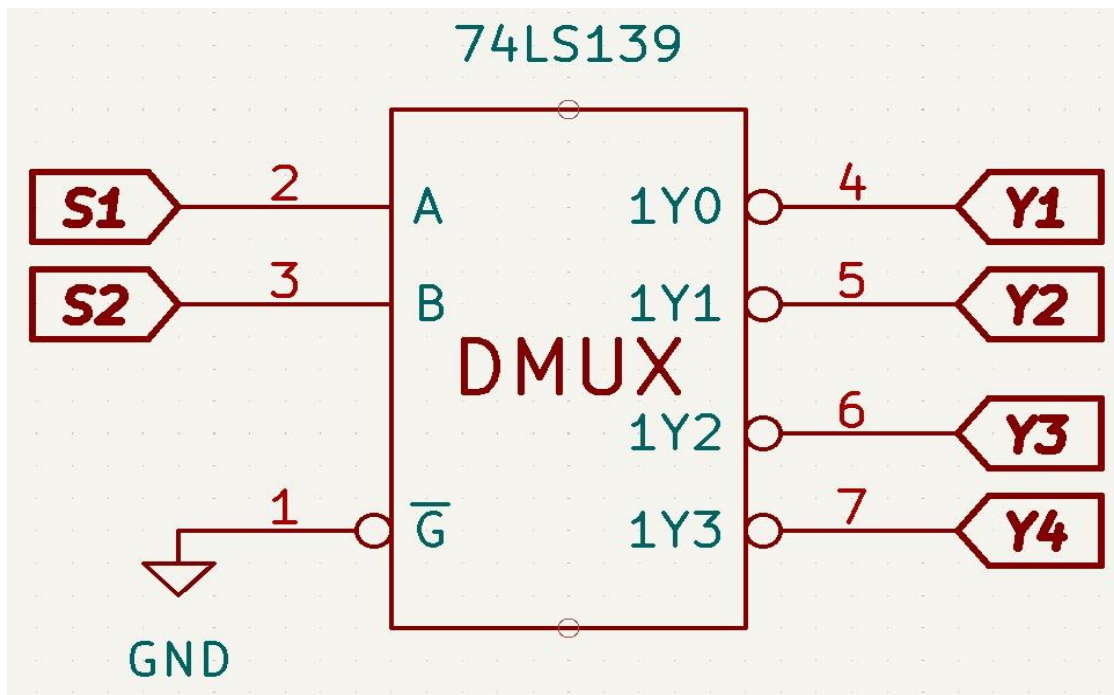 74LS139
S1 2 A 1Y0 4 Y1
S2 3 B 1Y1 5 Y2
DMUX
1Y2 6 Y3
1 G̅ 1Y3 7 Y4
GND